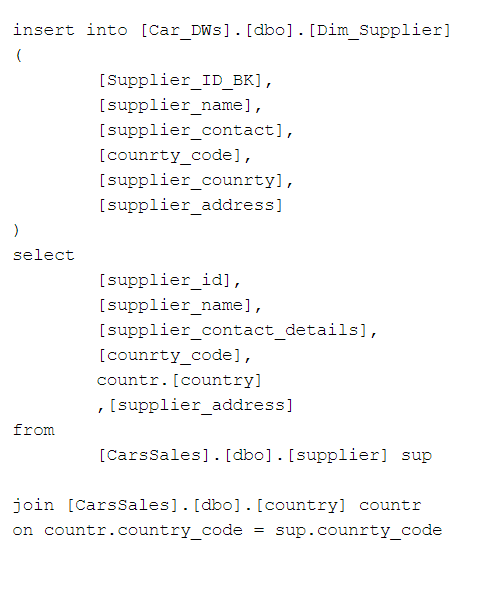 insert into [Car_DWs].[dbo].[Dim_Supplier]
(
[Supplier_ID_BK],
[supplier_name],
[supplier_contact],
[counrty_code],
[supplier_counrty],
[supplier_address]
)
select
[supplier_id],
[supplier_name],
[supplier_contact_details],
[counrty_code],
countr.[country]
,[supplier_address]
from
[CarsSales].[dbo].[supplier] sup
join [CarsSales].[dbo].[country] countr
on countr.country_code = sup.counrty_code